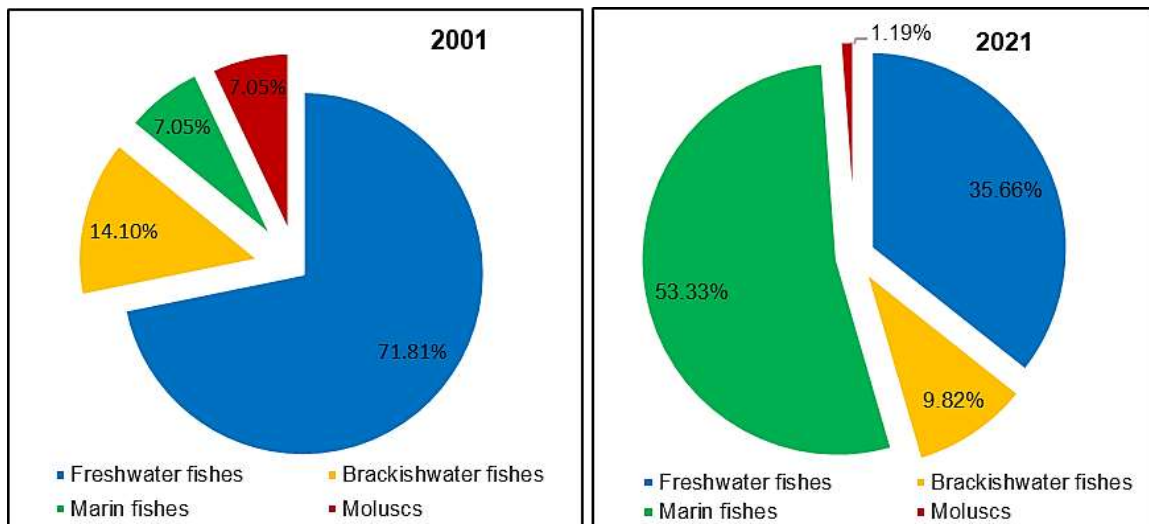 2001
7.05%
7.05%
14.10%
71.81%
Freshwater fishes
Brackishwater fishes
Marin fishes
Moluscs
1.19%
2021
35.66%
53.33%
9.82%
Freshwater fishes
Brackishwater fishes
Marin fishes
Moluscs